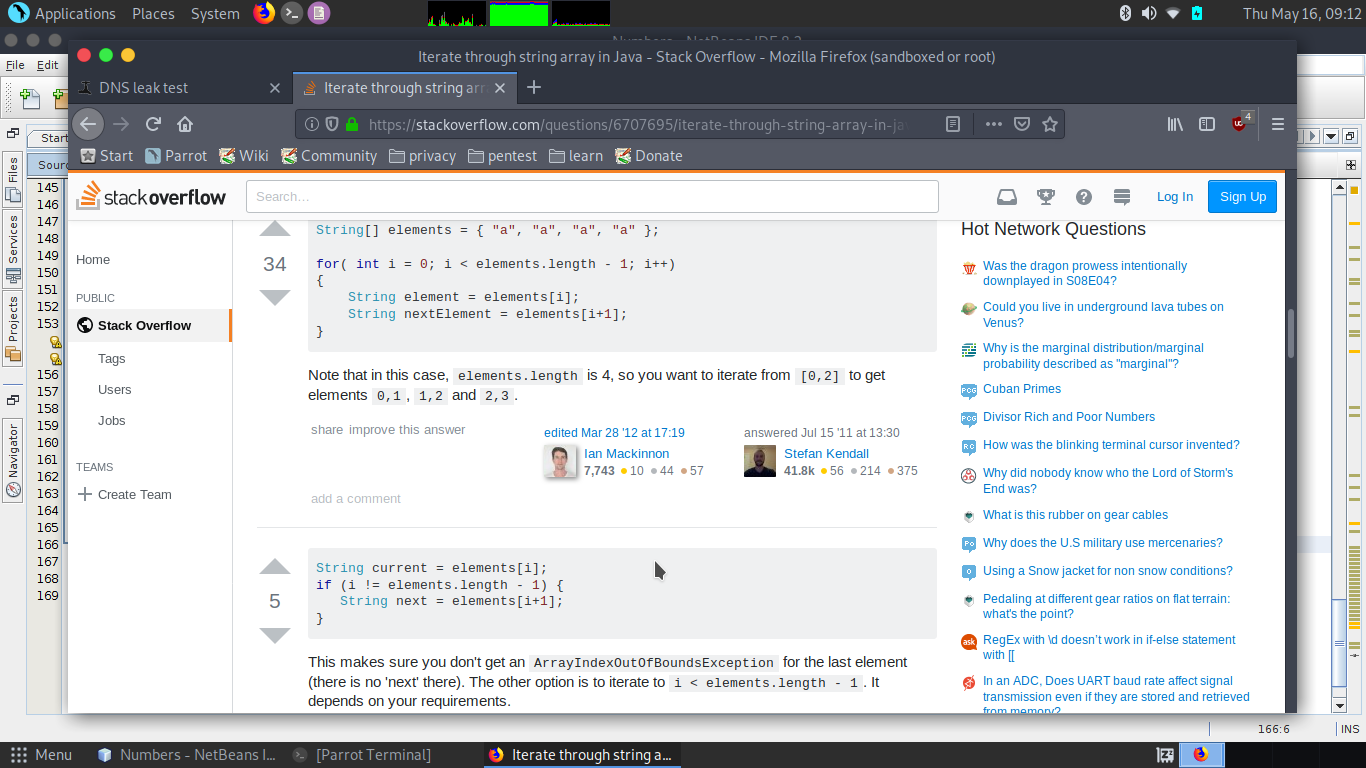 Applications Places System
Thu May 16, 09:12
Iterate through string array in Java - Stack Overflow - Mozilla Firefox (sandboxed or root)
File Edit
DNS leak test
Iterate through string arr
https://stackoverflow.com/questions/6707695/iterate-through-string-array-in-ja
4
Start Parrot Wiki Community privacy pentest learn Donate
Start
Sour
Files
Services
Projects
Navigator
145
146
147
148
149
150
151
152
153
156
157
158
159
160
161
162
163
164
165
166
167
168
169
stackoverflow
Search…
Log In
Sign Up
Home
PUBLIC
Stack Overflow
Tags
Users
Jobs
TEAMS
Create Team
34
String[] elements = { "a", "a", "a", "a" };
for( int i = 0; i < elements.length - 1; i++)
{
String element = elements[i];
String nextElement = elements[i+1];
}
Note that in this case, elements.length is 4, so you want to iterate from [0,2] to get
elements 0,1 , 1,2 and 2,3.
share improve this answer
edited Mar 28 '12 at 17:19
Ian Mackinnon
7,743 10 44 57
answered Jul 15 '11 at 13:30
Stefan Kendall
41.8k 56 214 375
add a comment
5
String current = elements[i];
if (i != elements.length - 1) {
String next = elements[i+1];
}
This makes sure you don't get an ArrayIndexOutOfBoundsException for the last element
(there is no 'next' there). The other option is to iterate to i < elements.length - 1. It
depends on your requirements.
Hot Network Questions
Was the dragon prowess intentionally
downplayed in S08E04?
Could you live in underground lava tubes on
Venus?
Why is the marginal distribution/marginal
probability described as "marginal"?
Cuban Primes
Divisor Rich and Poor Numbers
How was the blinking terminal cursor invented?
Why did nobody know who the Lord of Storm's
End was?
What is this rubber on gear cables
Why does the U.S military use mercenaries?
Using a Snow jacket for non snow conditions?
Pedaling at different gear ratios on flat terrain:
what's the point?
RegEx with \d doesn’t work in if-else statement
with [[
In an ADC, Does UART baud rate affect signal
transmission even if they are stored and retrieved
from memory?
166:6
INS
Menu
Numbers - NetBeans I...
[Parrot Terminal]
Iterate through string a...